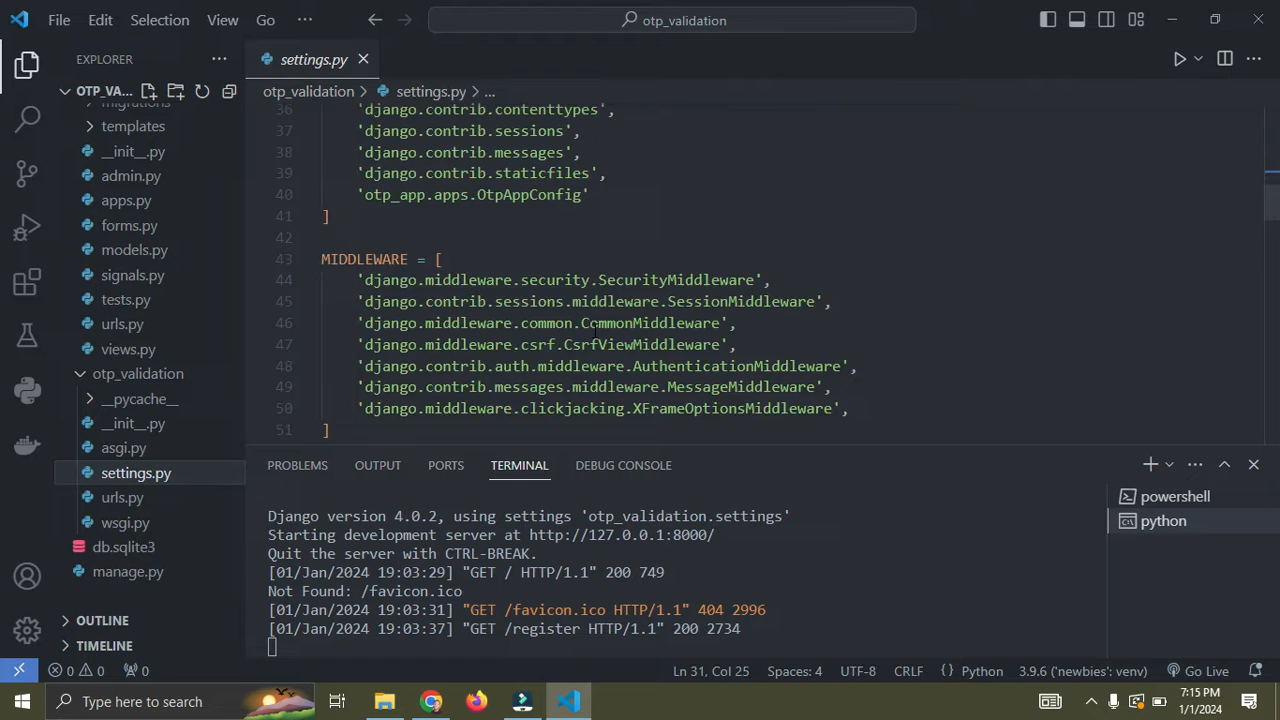 File Edit Selection View Go ··· otp_validation
EXPLORER ···
settings.py
OTP_VA...
otp_validation > settings.py > ...
migrations
templates
__init__.py
admin.py
apps.py
forms.py
models.py
signals.py
tests.py
urls.py
views.py
otp_validation
__pycache__
__init__.py
asgi.py
settings.py
urls.py
wsgi.py
db.sqlite3
manage.py
OUTLINE
TIMELINE
36 'django.contrib.contenttypes',
37 'django.contrib.sessions',
38 'django.contrib.messages',
39 'django.contrib.staticfiles',
40 'otp_app.apps.OtpAppConfig'
41 ]
42
43 MIDDLEWARE = [
44 'django.middleware.security.SecurityMiddleware',
45 'django.contrib.sessions.middleware.SessionMiddleware',
46 'django.middleware.common.CommonMiddleware',
47 'django.middleware.csrf.CsrfViewMiddleware',
48 'django.contrib.auth.middleware.AuthenticationMiddleware',
49 'django.contrib.messages.middleware.MessageMiddleware',
50 'django.middleware.clickjacking.XFrameOptionsMiddleware',
51 ]
PROBLEMS OUTPUT PORTS TERMINAL DEBUG CONSOLE
Django version 4.0.2, using settings 'otp_validation.settings'
Starting development server at http://127.0.0.1:8000/
Quit the server with CTRL-BREAK.
[01/Jan/2024 19:03:29] "GET / HTTP/1.1" 200 749
Not Found: /favicon.ico
[01/Jan/2024 19:03:31] "GET /favicon.ico HTTP/1.1" 404 2996
[01/Jan/2024 19:03:37] "GET /register HTTP/1.1" 200 2734
powershell
python
0 0 0 Ln 31, Col 25 Spaces: 4 UTF-8 CRLF Python 3.9.6 ('newbies': venv) Go Live
Type here to search
7:15 PM
1/1/2024